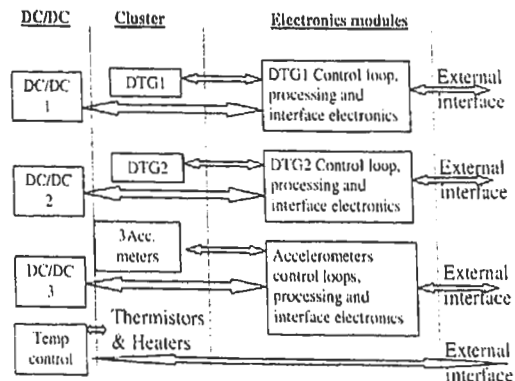 DC/DC Cluster Electronics modules
DC/DC
1
DTG1
DTG1 Control loop,
processing and
interface electronics
External
interface
DC/DC
2
DTG2
DTG2 Control loop,
processing and
interface electronics
External
interface
DC/DC
3
3Acc.
meters
Accelerometers
control loops,
processing and
interface electronics
External
interface
Temp
control
Thermistors
& Heaters
External
interface